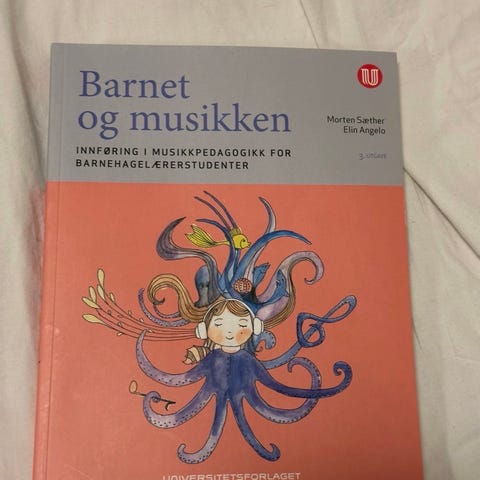 Barnet
og musikken
INNFØRING I MUSIKKPEDAGOGIKK FOR
BARNEHAGELÆRERSTUDENTER
Morten Sæther
Elin Angelo
3. UTGAVE
UNIVERSITETSFORLAGET